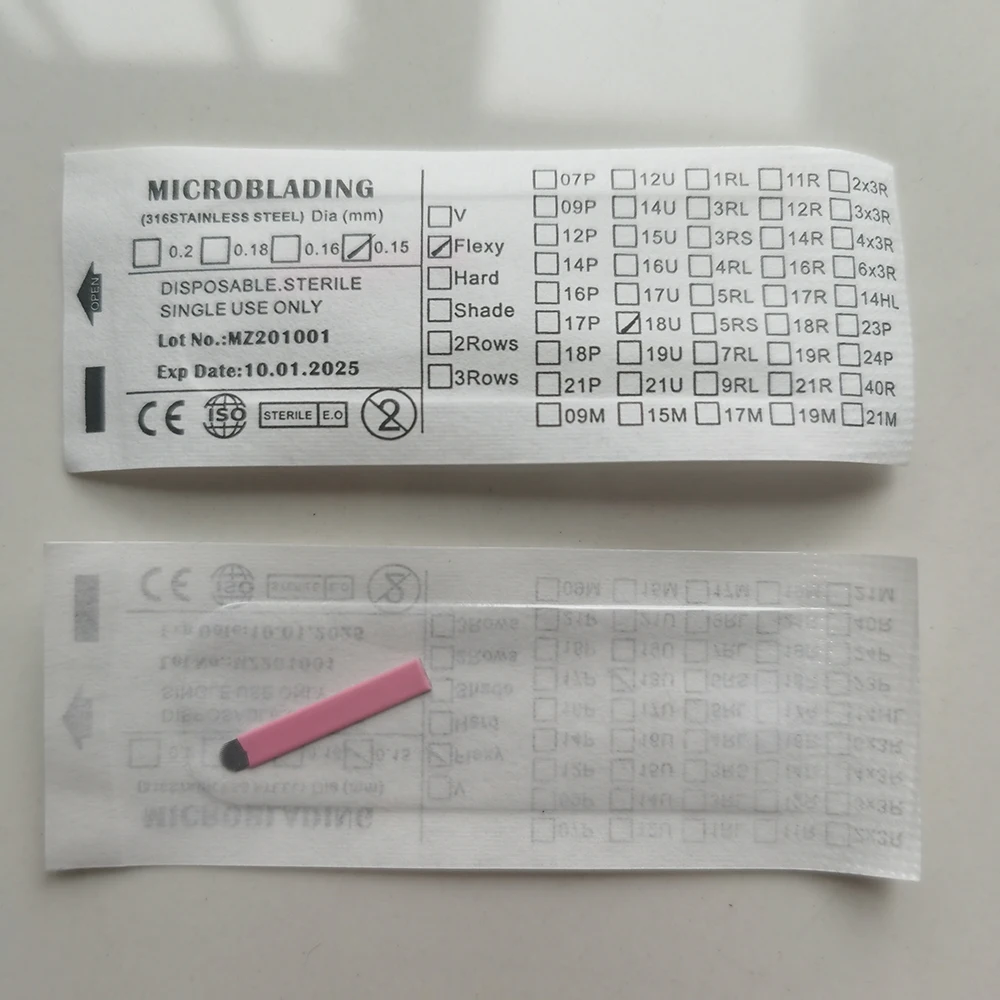 MICROBLADING
(316STAINLESS STEEL) Dia (mm)
0.2 0.18 0.16 0.15
DISPOSABLE.STERILE
SINGLE USE ONLY
Lot No.:MZ201001
Exp Date:10.01.2025
CE ISO STERILE E.O 2
OPEN
V
Flexy
Hard
Shade
2Rows
3Rows
07P 12U 1RL 11R 2x3R
09P 14U 3RL 12R 3x3R
12P 15U 3RS 14R 4x3R
14P 16U 4RL 16R 6x3R
16P 17U 5RL 17R 14HL
17P 18U 5RS 18R 23P
18P 19U 7RL 19R 24P
21P 21U 9RL 21R 40R
09M 15M 17M 19M 21M